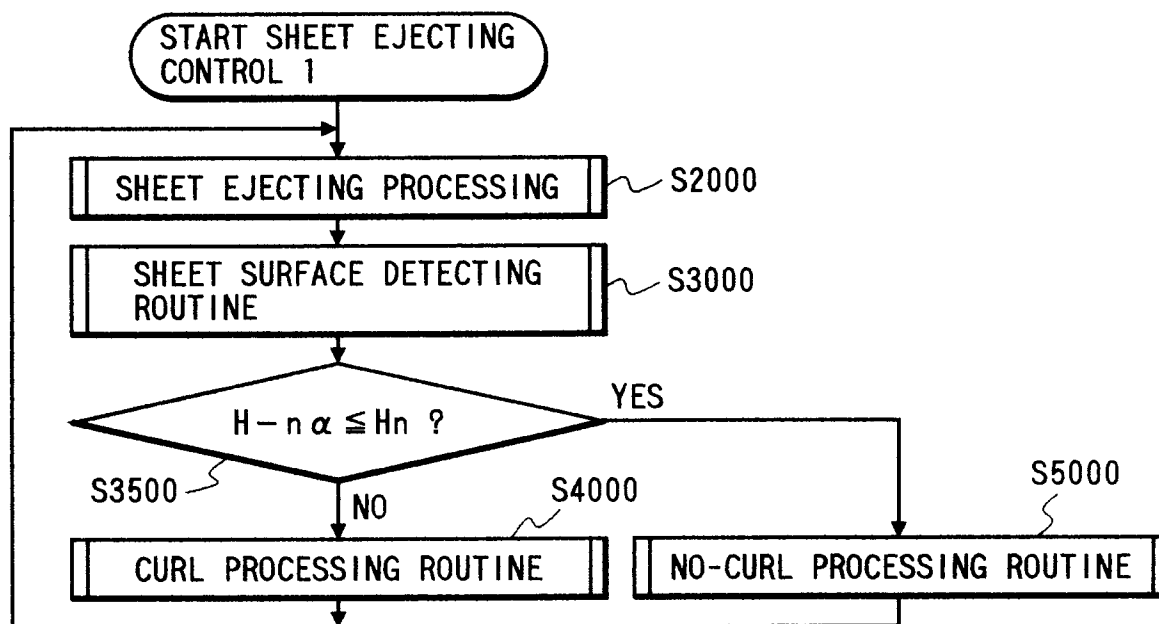 START SHEET EJECTING
CONTROL 1
SHEET EJECTING PROCESSING
S2000
SHEET SURFACE DETECTING
ROUTINE
S3000
H−nα≦Hn ?
YES
S3500
NO
S4000
S5000
CURL PROCESSING ROUTINE
NO-CURL PROCESSING ROUTINE